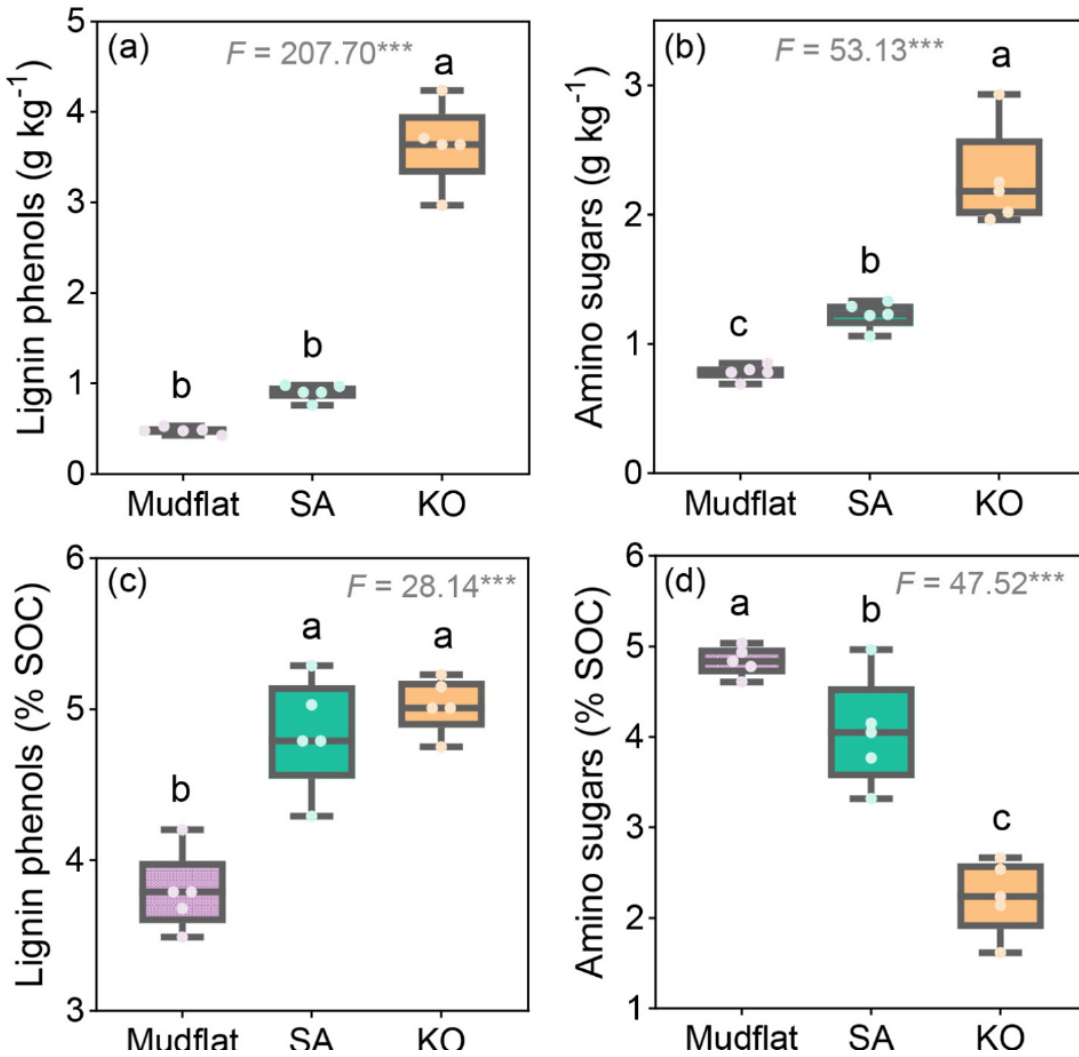 (a)
F = 207.70***
a
b
b
Lignin phenols (g kg⁻¹)
5
4
3
2
1
0
Mudflat SA KO
(b)
F = 53.13***
a
b
c
Amino sugars (g kg⁻¹)
3
2
1
0
Mudflat SA KO
(c)
F = 28.14***
a
a
b
Lignin phenols (% SOC)
6
5
4
3
Mudflat SA KO
(d)
F = 47.52***
a
b
c
Amino sugars (% SOC)
6
5
4
3
2
1
Mudflat SA KO